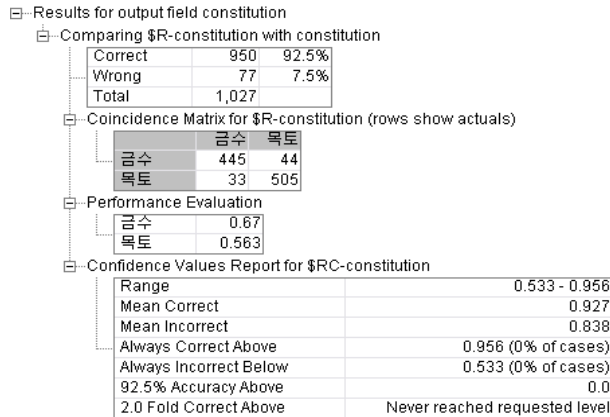 Results for output field constitution
Comparing $R-constitution with constitution
Correct 950 92.5%
Wrong 77 7.5%
Total 1,027
Coincidence Matrix for $R-constitution (rows show actuals)
금수 목토
금수 445 44
목토 33 505
Performance Evaluation
금수 0.67
목토 0.563
Confidence Values Report for $RC-constitution
Range 0.533 - 0.956
Mean Correct 0.927
Mean Incorrect 0.838
Always Correct Above 0.956 (0% of cases)
Always Incorrect Below 0.533 (0% of cases)
92.5% Accuracy Above 0.0
2.0 Fold Correct Above Never reached requested level